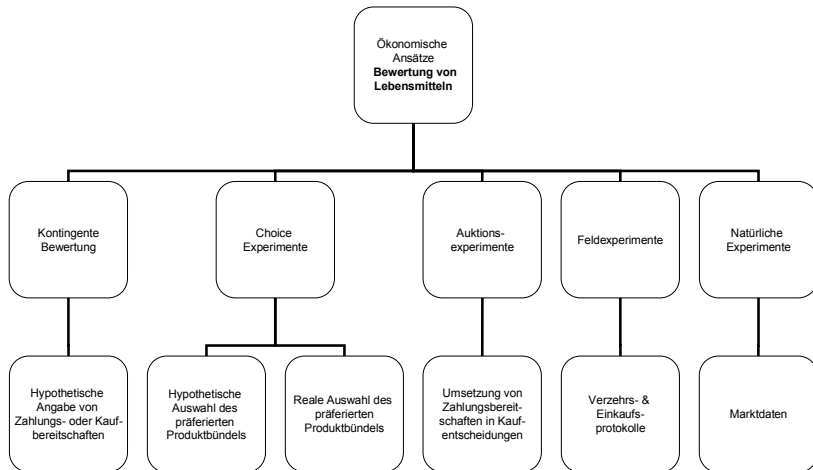 Ökonomische
Ansätze
Bewertung von
Lebensmitteln
Kontingente
Bewertung
Choice
Experimente
Auktions-
experimente
Feldexperimente
Natürliche
Experimente
Hypothetische
Angabe von
Zahlungs- oder Kauf-
bereitschaften
Hypothetische
Auswahl des
präferierten
Produktbündels
Reale Auswahl des
präferierten
Produktbündels
Umsetzung von
Zahlungsbereit-
schaften in Kauf-
entscheidungen
Verzehrs- &
Einkaufs-
protokolle
Marktdaten